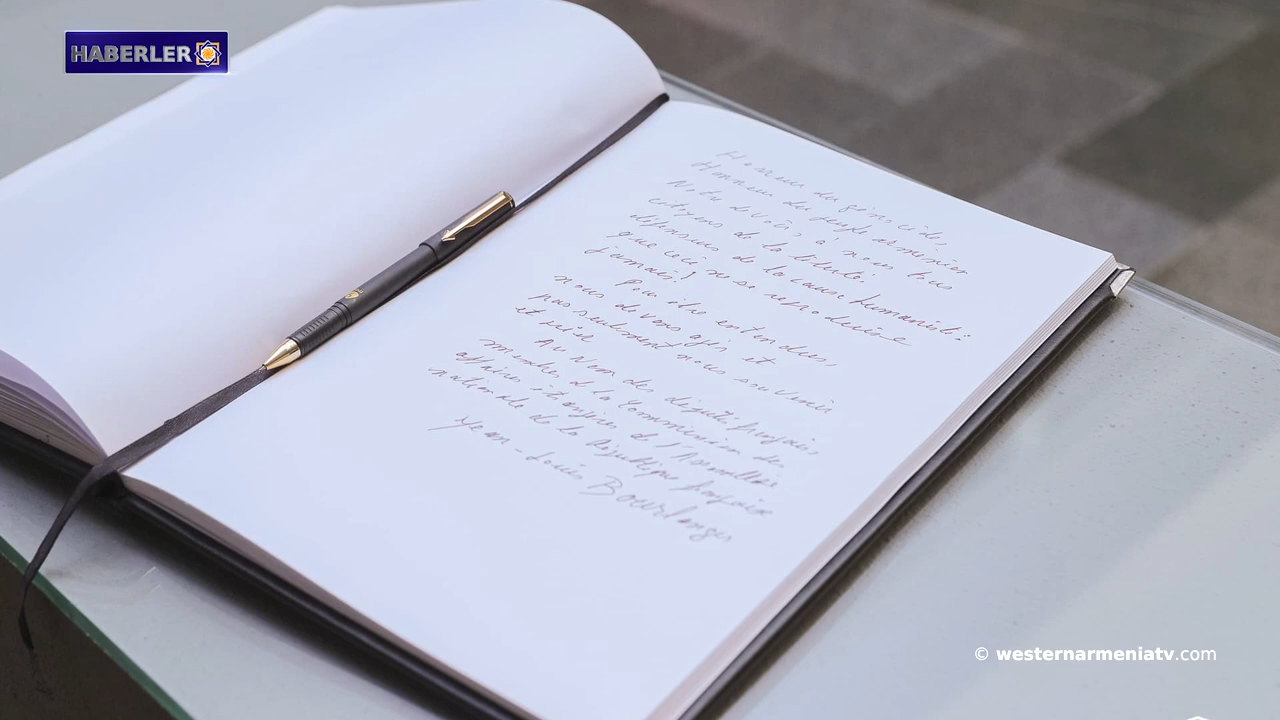 HABERLER
Horreur du génocide,
Honneur du peuple arménien
Notre devoir, à nous tous
citoyens de la liberté,
défenseurs de la cause humaniste :
que ceci ne se reproduise
jamais !
Pour être entendus,
nous devons agir et
pas seulement nous souvenir
et
Au Nom des députés français,
membres de la Commission des
affaires étrangères de l'Assemblée
nationale de la République française
Jean-Louis Bourlanges
© westernarmeniatv.com